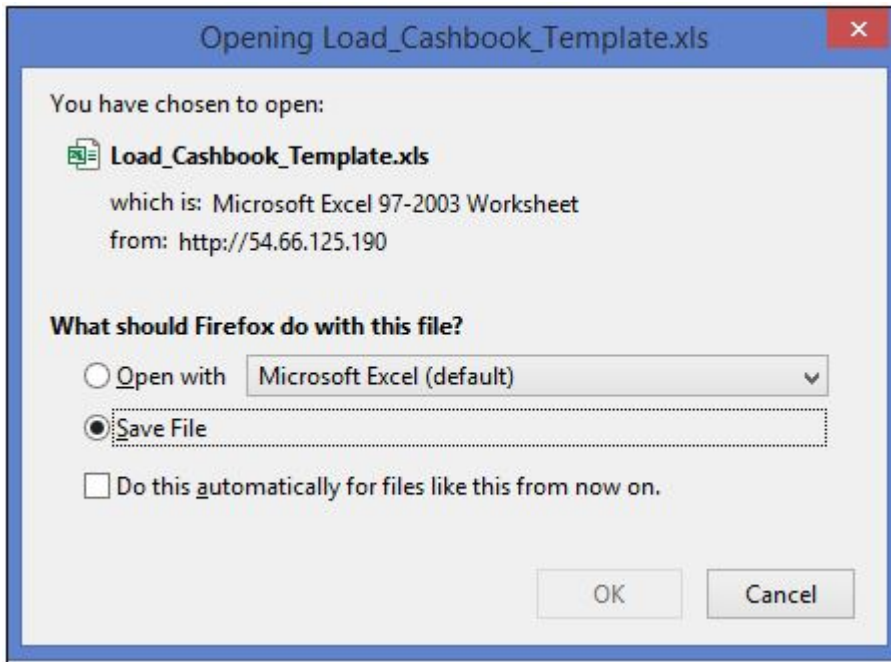 Opening Load_Cashbook_Template.xls
You have chosen to open:
Load_Cashbook_Template.xls
which is: Microsoft Excel 97-2003 Worksheet
from: http://54.66.125.190
What should Firefox do with this file?
Open with Microsoft Excel (default)
Save File
Do this automatically for files like this from now on.
OK Cancel